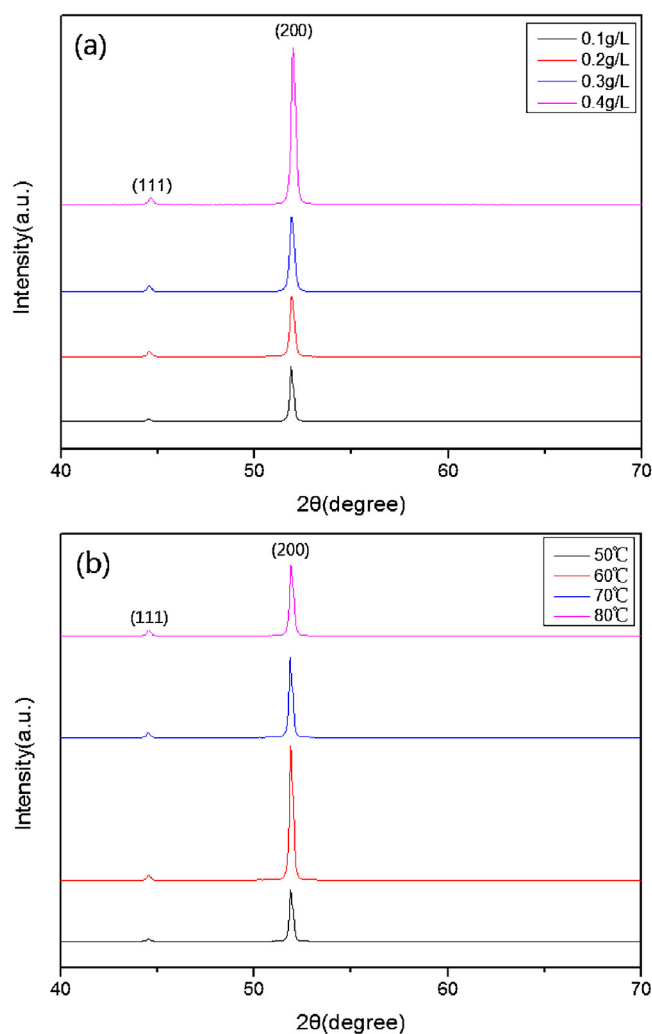 (a)
(200)
0.1g/L
0.2g/L
0.3g/L
0.4g/L
(111)
Intensity(a.u.)
40 50 60 70
2θ(degree)
(b)
(200)
50℃
60℃
70℃
80℃
(111)
Intensity(a.u.)
40 50 60 70
2θ(degree)